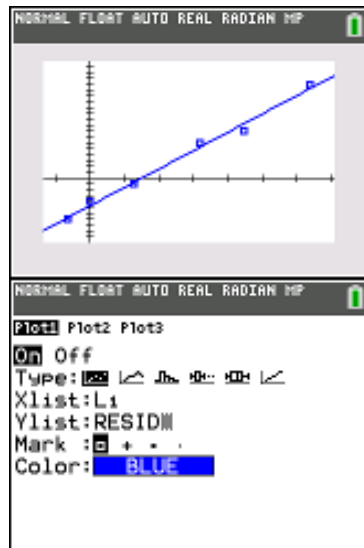 NORMAL FLOAT AUTO REAL RADIAN MP
NORMAL FLOAT AUTO REAL RADIAN MP
Plot1 Plot2 Plot3
On Off
Type:
Xlist:L₁
Ylist:RESID
Mark :
Color: BLUE